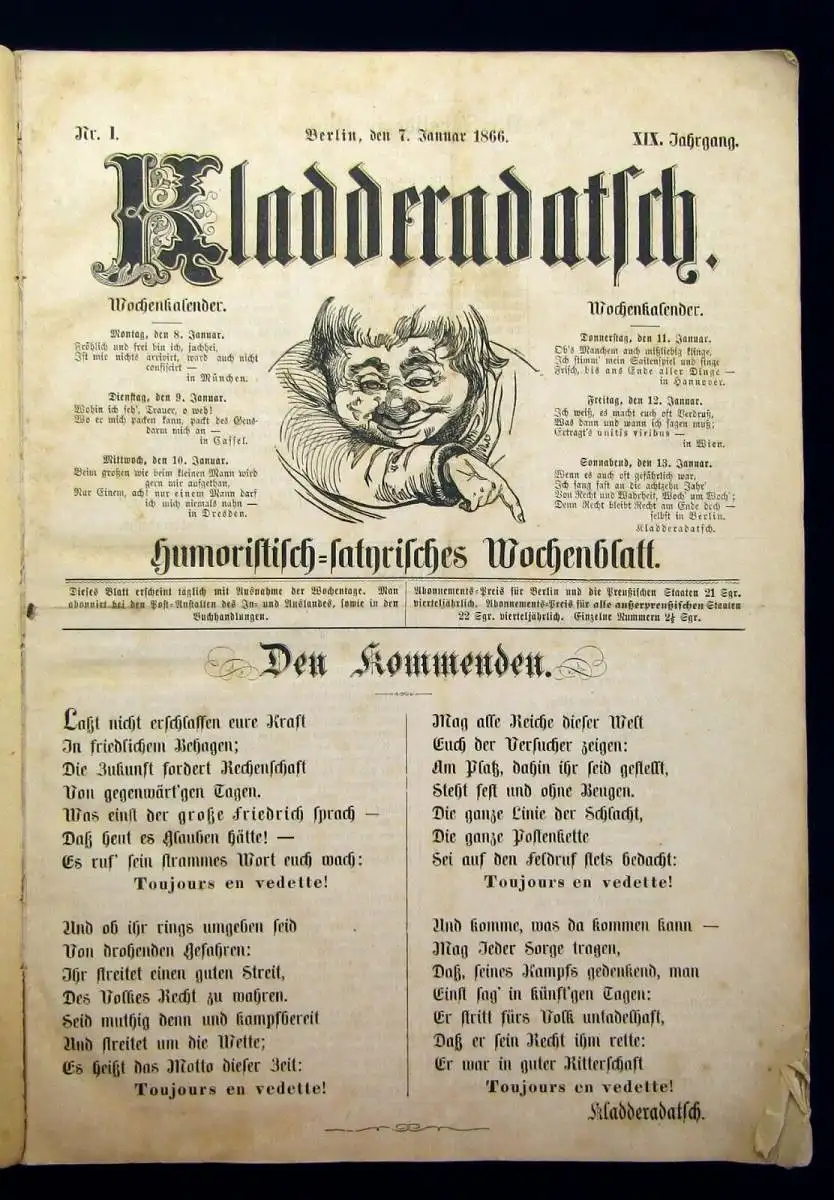 Nr. I.
Berlin, den 7. Januar 1866.
XIX. Jahrgang.
Kladderadatsch.
Wochenkalender.
Montag, den 8. Januar.
Fröhlich und frei bin ich, juchhei,
Ist mir nichts arrivirt, ward auch nicht
confiscirt —
in München.
Dienstag, den 9. Januar.
Wohin ich seh', Trauer, o weh!
Wo er mich packen kann, packt des Gens-
darm mich an —
in Cassel.
Mittwoch, den 10. Januar.
Beim großen wie beim kleinen Mann wird
gern mir aufgethan,
Nur Einem, ach! nur einem Mann darf
ich mich niemals nahn —
in Dresden.
Wochenkalender.
Donnerstag, den 11. Januar.
Ob's Manchem auch mißliebig klinge,
Ich stimm' mein Saitenspiel und singe
Frisch, bis ans Ende aller Dinge —
in Hannover.
Freitag, den 12. Januar.
Ich weiß, es macht euch oft Verdruß,
Was dann und wann ich sagen muß;
Ertragt's unitis viribus —
in Wien.
Sonnabend, den 13. Januar.
Wenn es auch oft gefährlich war,
Ich sang fast an die achtzehn Jahr'
Von Recht und Wahrheit, Woch' um Woch';
Denn Recht bleibt Recht am Ende doch —
selbst in Berlin.
Kladderadatsch.
Humoristisch=satyrisches Wochenblatt.
Dieses Blatt erscheint täglich mit Ausnahme der Wochentage. Man
abonnirt bei den Post=Anstalten des In= und Auslandes, sowie in den
Buchhandlungen.
Abonnements=Preis für Berlin und die Preußischen Staaten 21 Sgr.
vierteljährlich. Abonnements=Preis für alle außerpreußischen Staaten
22 Sgr. vierteljährlich. Einzelne Nummern 2½ Sgr.
Den Kommenden.
Laßt nicht erschlaffen eure Kraft
In friedlichem Behagen;
Die Zukunft fordert Rechenschaft
Von gegenwärt'gen Tagen.
Was einst der große Friedrich sprach —
Daß heut es Glauben hätte! —
Es ruf' sein strammes Wort euch wach:
Toujours en vedette!
Und ob ihr rings umgeben seid
Von drohenden Gefahren:
Ihr streitet einen guten Streit,
Des Volkes Recht zu wahren.
Seid muthig denn und kampfbereit
Und streitet um die Wette;
Es heißt das Motto dieser Zeit:
Toujours en vedette!
Mag alle Reiche dieser Welt
Euch der Versucher zeigen:
Am Platz, dahin ihr seid gestellt,
Steht fest und ohne Beugen.
Die ganze Linie der Schlacht,
Die ganze Postenkette
Sei auf den Feldruf stets bedacht:
Toujours en vedette!
Und komme, was da kommen kann —
Mag Jeder Sorge tragen,
Daß, seines Kampfs gedenkend, man
Einst sag' in künft'gen Tagen:
Er stritt fürs Volk untadelhaft,
Daß er sein Recht ihm rette:
Er war in guter Ritterschaft
Toujours en vedette!
Kladderadatsch.